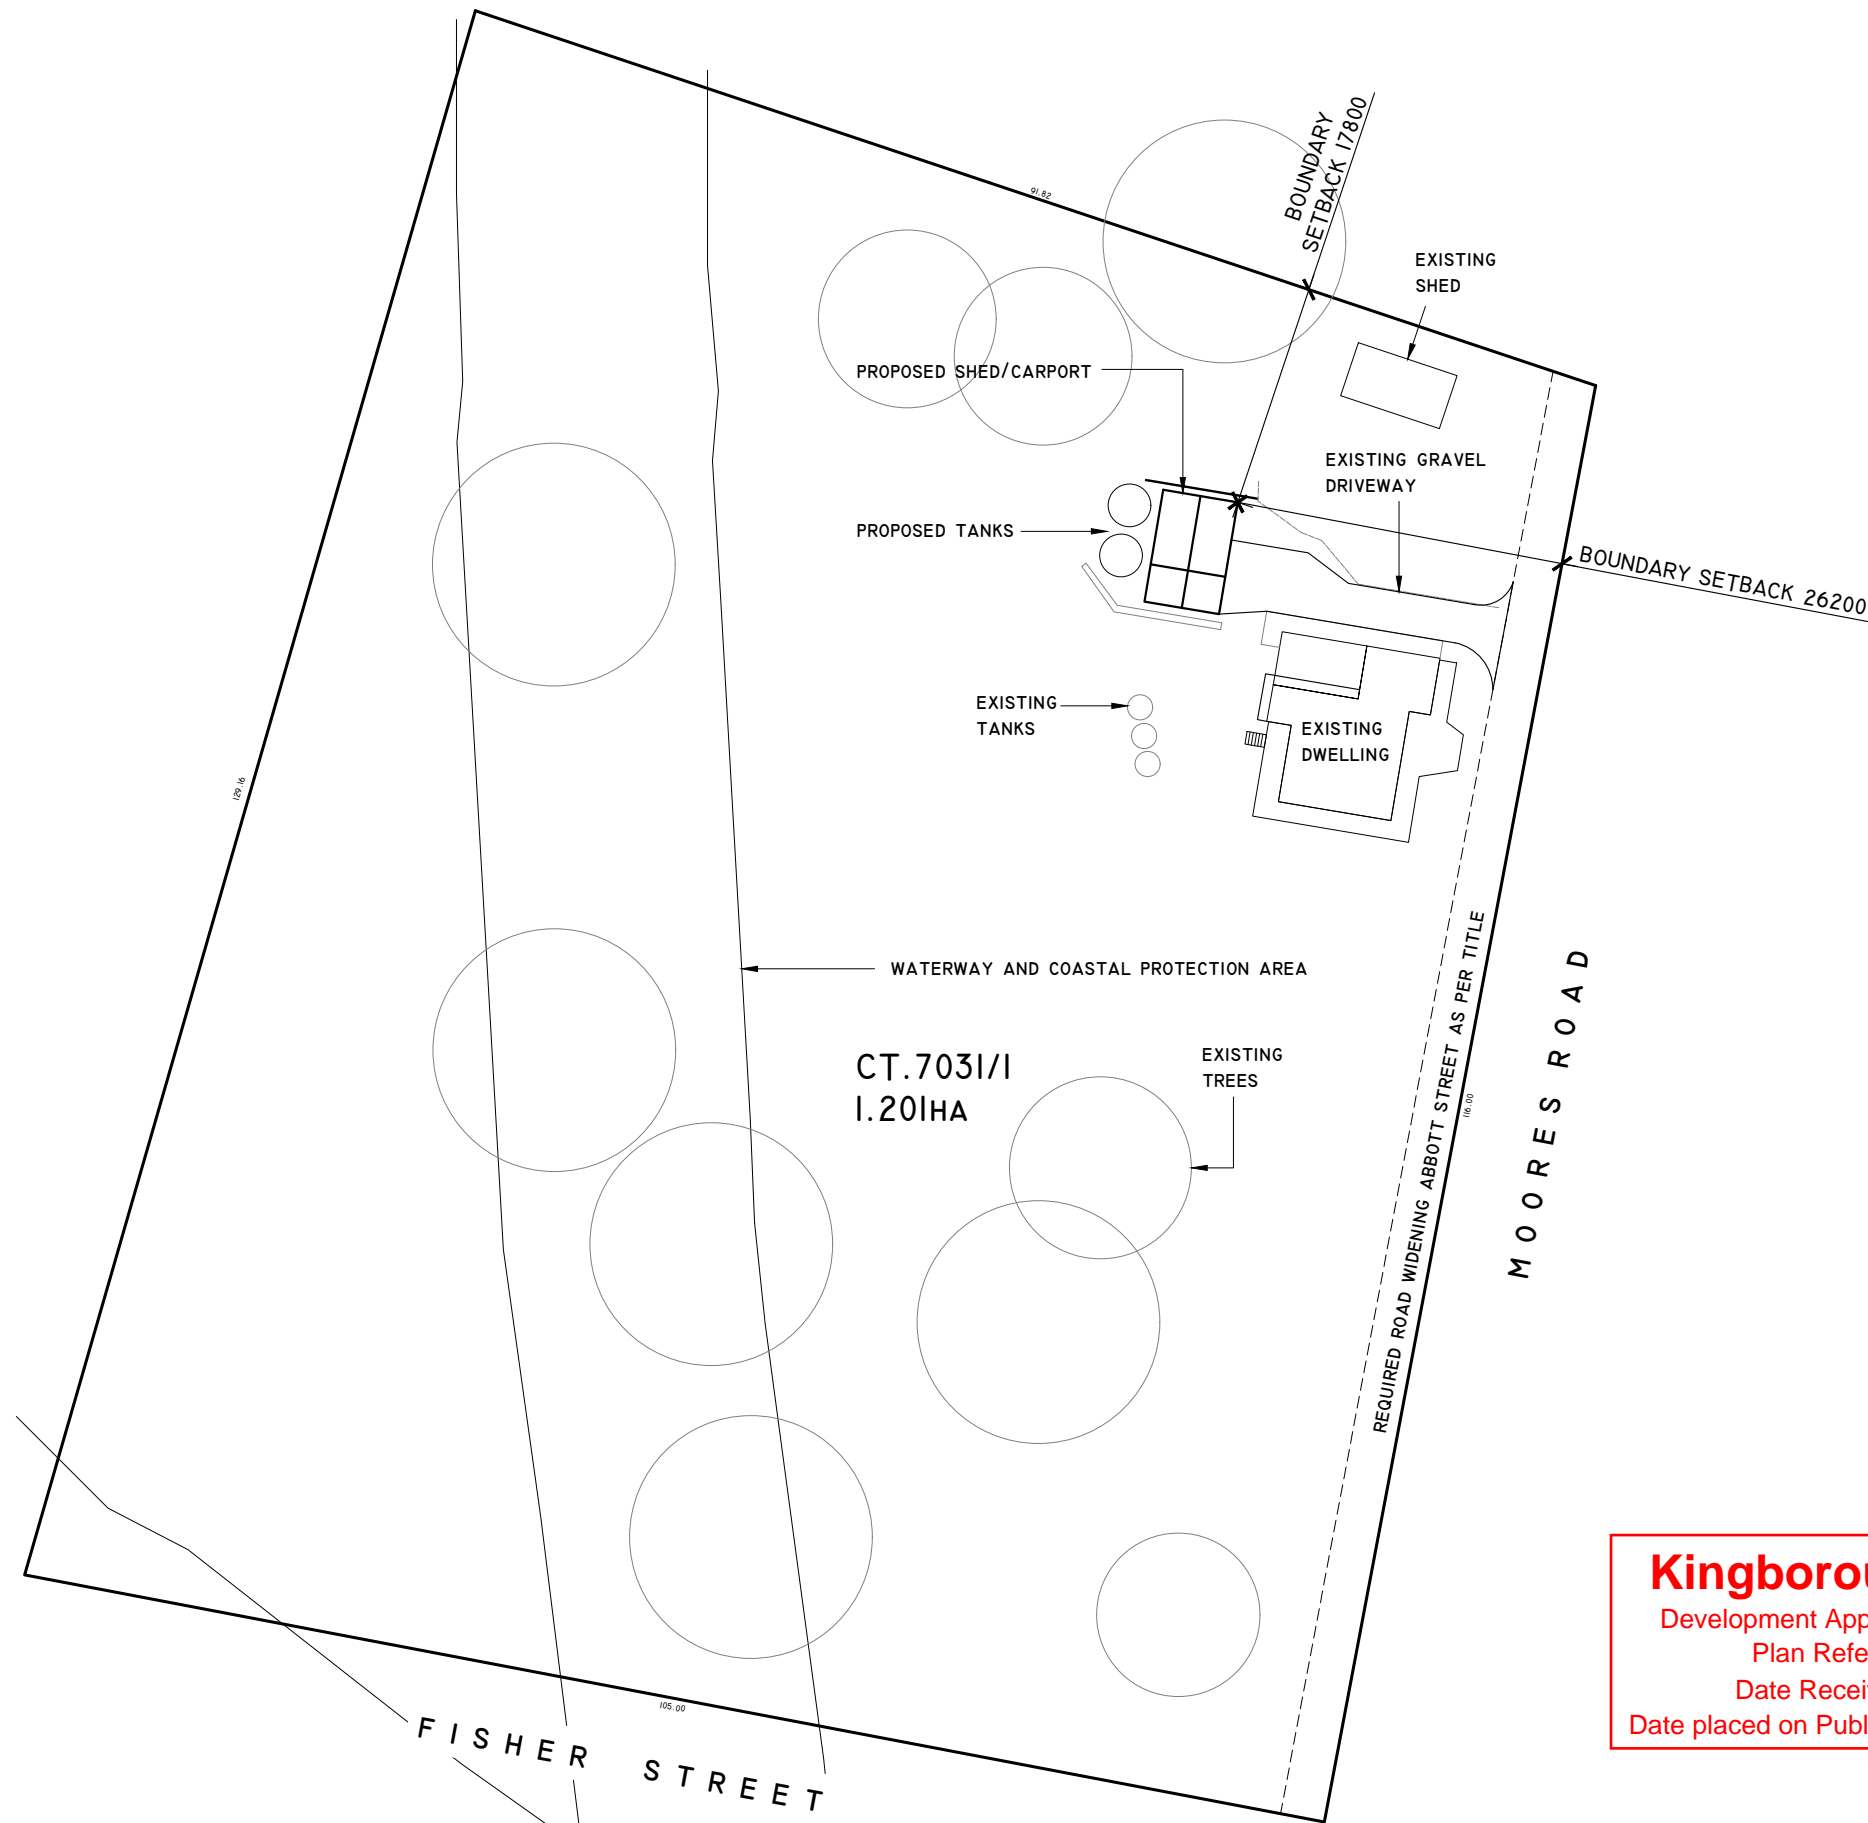 BOUNDARY
SETBACK 17800
91.82
EXISTING
SHED
PROPOSED SHED/CARPORT
EXISTING GRAVEL
DRIVEWAY
PROPOSED TANKS
BOUNDARY SETBACK 26200
EXISTING
TANKS
EXISTING
DWELLING
129.16
WATERWAY AND COASTAL PROTECTION AREA
REQUIRED ROAD WIDENING ABBOTT STREET AS PER TITLE
MOORES ROAD
CT.7031/1
1.201HA
EXISTING
TREES
116.00
105.00
FISHER STREET
Kingborou
Development App
Plan Refe
Date Recei
Date placed on Publ